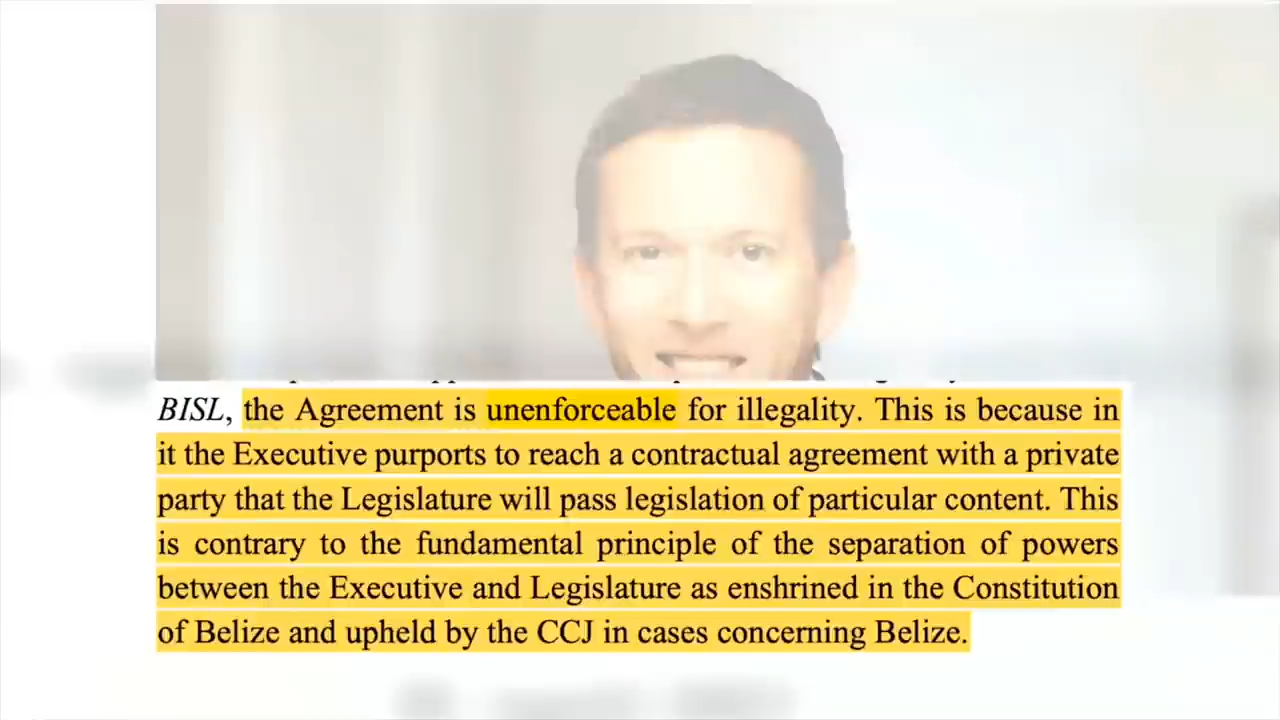 BISL, the Agreement is unenforceable for illegality. This is because in
it the Executive purports to reach a contractual agreement with a private
party that the Legislature will pass legislation of particular content. This
is contrary to the fundamental principle of the separation of powers
between the Executive and Legislature as enshrined in the Constitution
of Belize and upheld by the CCJ in cases concerning Belize.